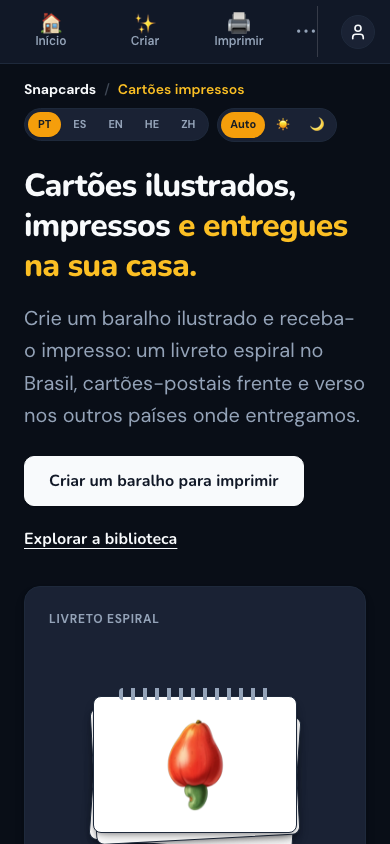 Início
Criar
Imprimir
Snapcards / Cartões impressos
PT ES EN HE ZH Auto
Cartões ilustrados,
impressos e entregues
na sua casa.
Crie um baralho ilustrado e receba-
o impresso: um livreto espiral no
Brasil, cartões-postais frente e verso
nos outros países onde entregamos.
Criar um baralho para imprimir
Explorar a biblioteca
LIVRETO ESPIRAL